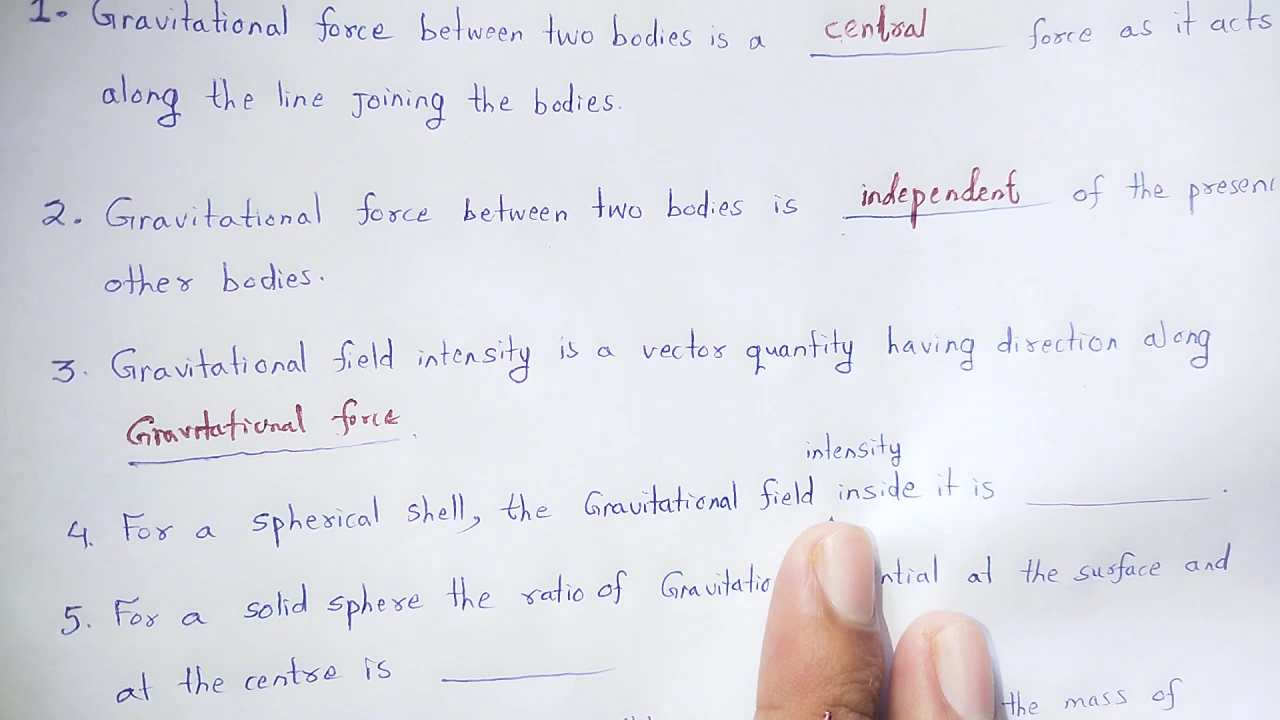 1. Gravitational force between two bodies is a central force as it acts
along the line joining the bodies.
2. Gravitational force between two bodies is independent of the
other bodies.
3. Gravitational field intensity is a vector quantity having direction along
Gravitational force.
intensity
4. For a spherical shell, the Gravitational field inside it is ________.
5. For a solid sphere the ratio of at the surface and
at the centre is ________
the mass of